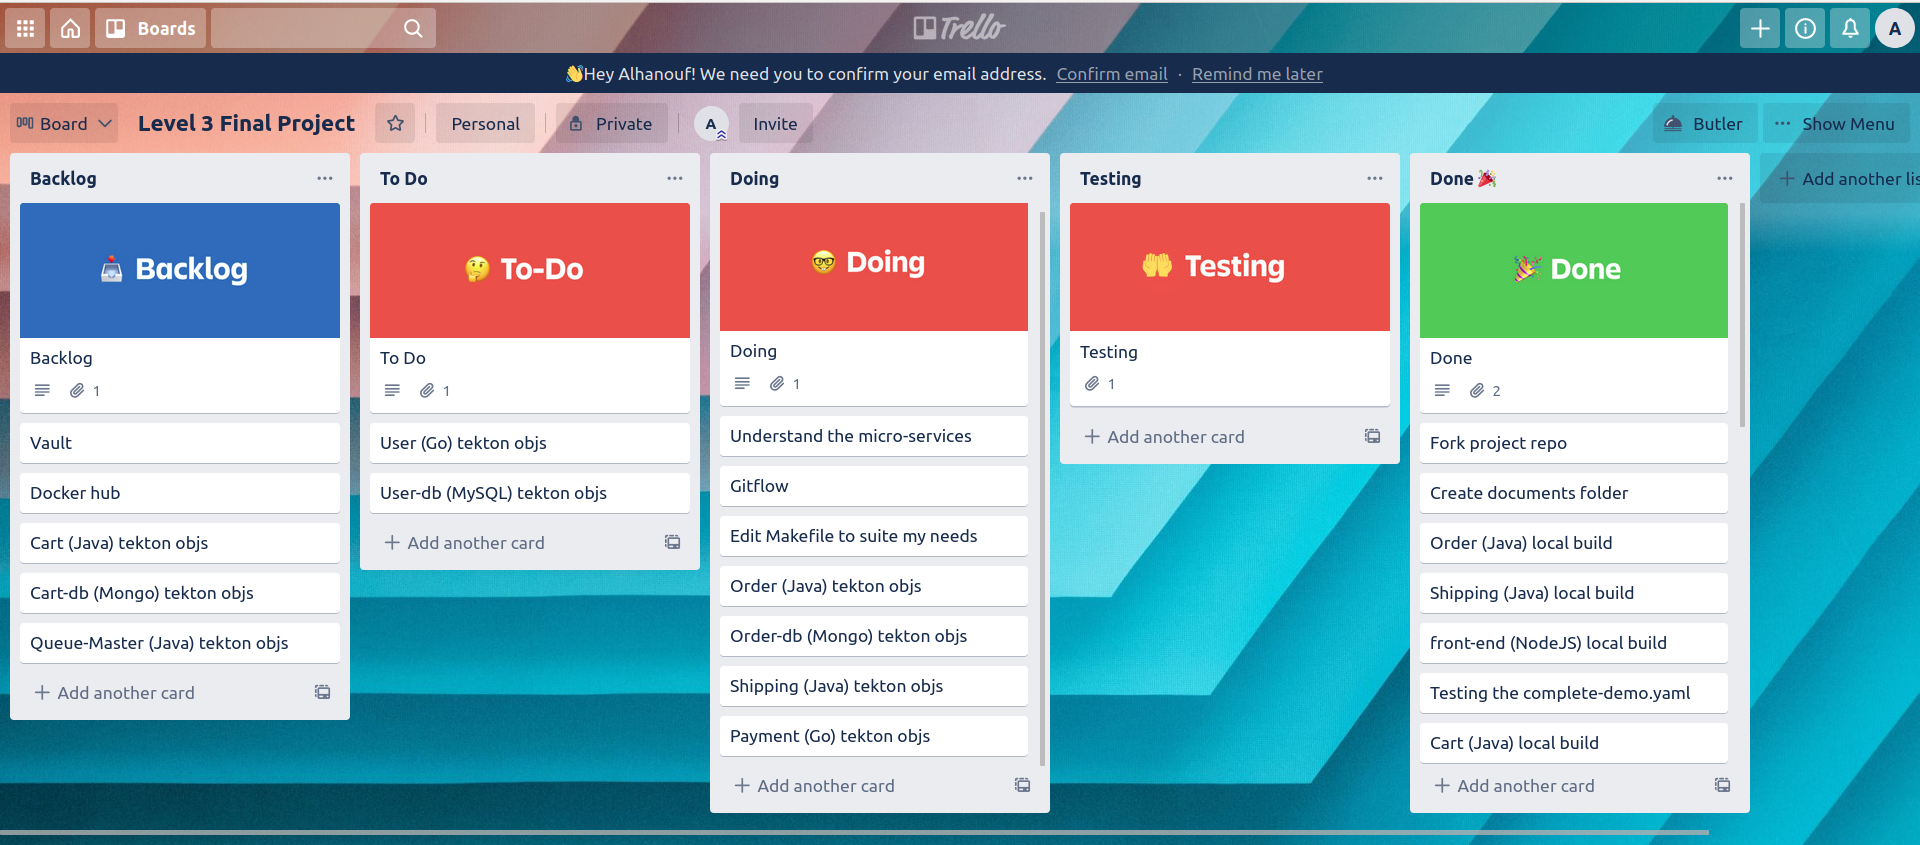 Boards
Trello
A
👋Hey Alhanouf! We need you to confirm your email address. Confirm email · Remind me later
Board
Level 3 Final Project
Personal
Private
A
Invite
Butler
··· Show Menu
Backlog
Backlog
Backlog
1
Vault
Docker hub
Cart (Java) tekton objs
Cart-db (Mongo) tekton objs
Queue-Master (Java) tekton objs
+ Add another card
To Do
To-Do
To Do
1
User (Go) tekton objs
User-db (MySQL) tekton objs
+ Add another card
Doing
Doing
Doing
1
Understand the micro-services
Gitflow
Edit Makefile to suite my needs
Order (Java) tekton objs
Order-db (Mongo) tekton objs
Shipping (Java) tekton objs
Payment (Go) tekton objs
+ Add another card
Testing
Testing
Testing
1
+ Add another card
Done 🎉
Done
Done
2
Fork project repo
Create documents folder
Order (Java) local build
Shipping (Java) local build
front-end (NodeJS) local build
Testing the complete-demo.yaml
Cart (Java) local build
+ Add another card
+ Add another lis